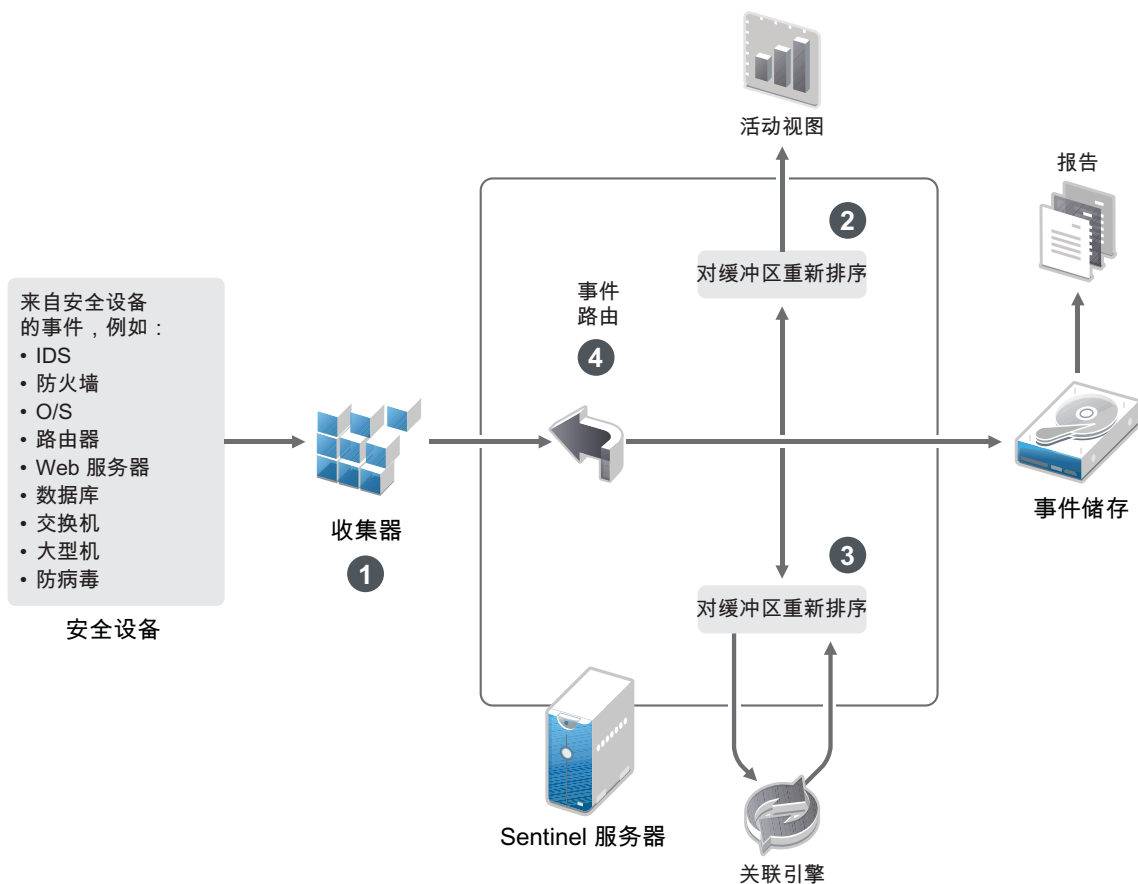 活动视图
报告
2
对缓冲区重新排序
事件
路由
4
来自安全设备
的事件，例如：
• IDS
• 防火墙
• O/S
• 路由器
• Web 服务器
• 数据库
• 交换机
• 大型机
• 防病毒
安全设备
收集器
1
事件储存
3
对缓冲区重新排序
Sentinel 服务器
关联引擎